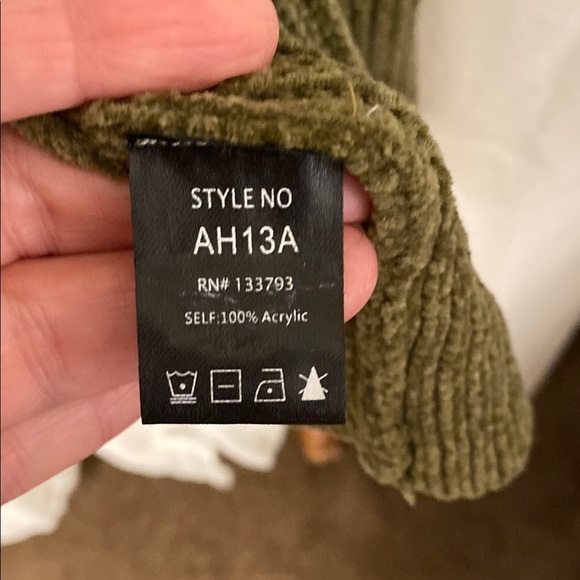 STYLE NO
AH13A
RN# 133793
SELF:100% Acrylic